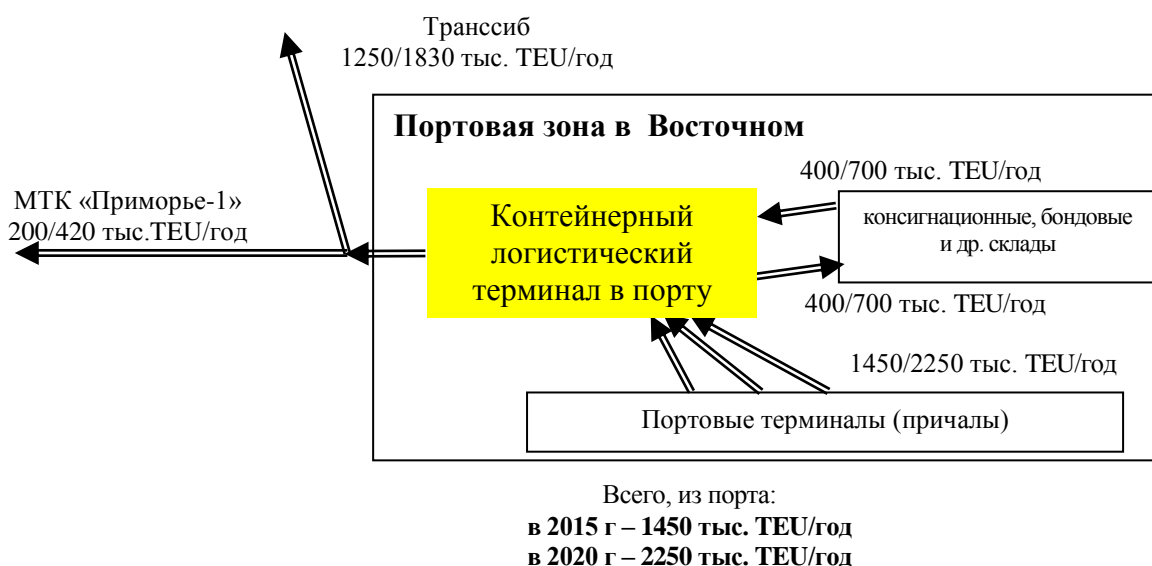 Транссиб
1250/1830 тыс. TEU/год
Портовая зона в Восточном
400/700 тыс. TEU/год
МТК «Приморье-1»
200/420 тыс.TEU/год
Контейнерный
логистический
терминал в порту
консигнационные, бондовые
и др. склады
400/700 тыс. TEU/год
1450/2250 тыс. TEU/год
Портовые терминалы (причалы)
Всего, из порта:
в 2015 г – 1450 тыс. TEU/год
в 2020 г – 2250 тыс. TEU/год